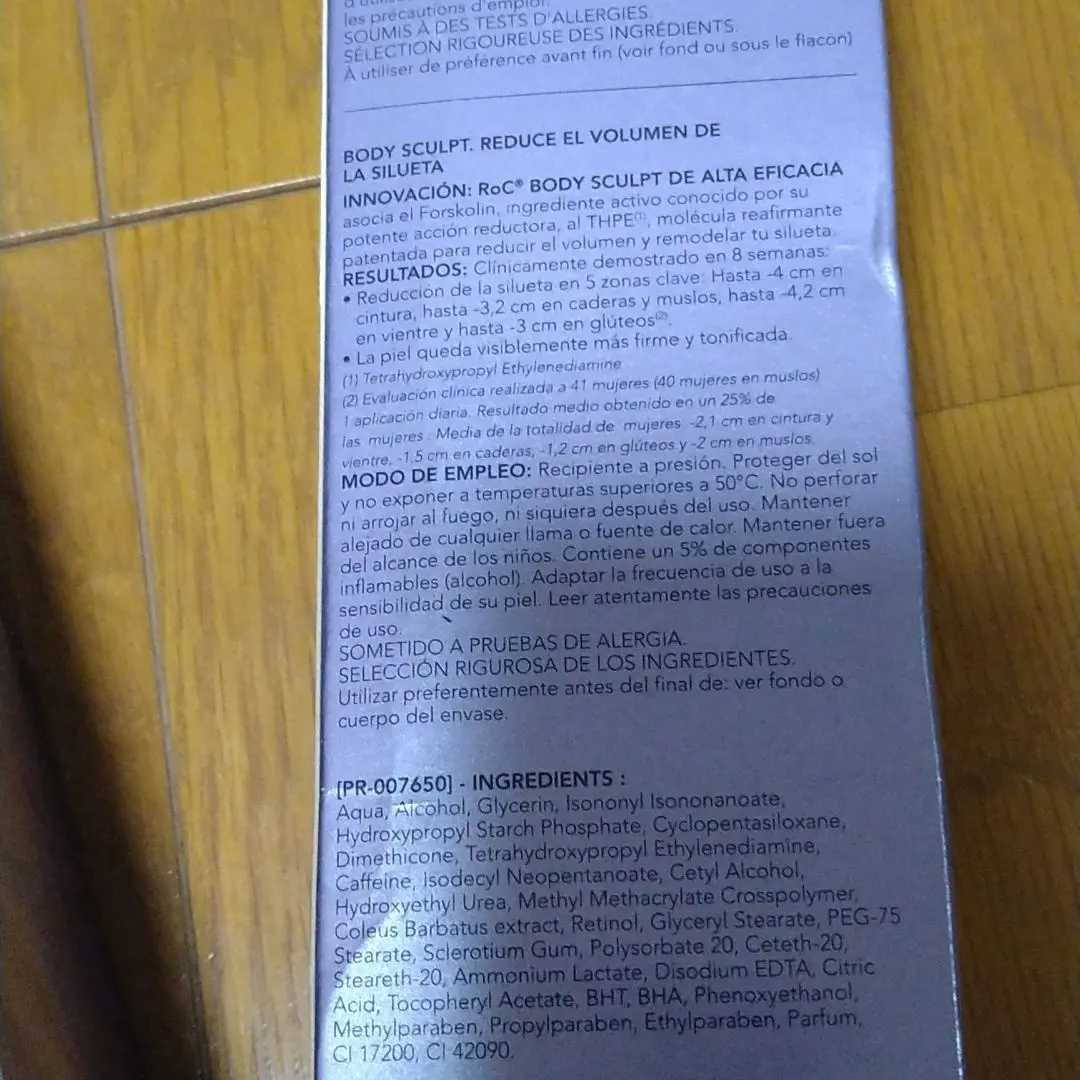 les précautions d'emploi.
SOUMIS À DES TESTS D'ALLERGIES.
SÉLECTION RIGOUREUSE DES INGRÉDIENTS.
À utiliser de préférence avant fin (voir fond ou sous le flacon)
BODY SCULPT. REDUCE EL VOLUMEN DE
LA SILUETA
INNOVACIÓN: RoC® BODY SCULPT DE ALTA EFICACIA
asocia el Forskolin, ingrediente activo conocido por su
potente acción reductora, al THPE(1), molécula reafirmante
patentada para reducir el volumen y remodelar tu silueta.
RESULTADOS: Clínicamente demostrado en 8 semanas:
• Reducción de la silueta en 5 zonas clave: Hasta -4 cm en
cintura, hasta -3,2 cm en caderas y muslos, hasta -4,2 cm
en vientre y hasta -3 cm en glúteos(2).
• La piel queda visiblemente más firme y tonificada.
(1) Tetrahydroxypropyl Ethylenediamine
(2) Evaluación clínica realizada a 41 mujeres (40 mujeres en muslos)
1 aplicación diaria. Resultado medio obtenido en un 25% de
las mujeres. Media de la totalidad de mujeres -2,1 cm en cintura y
vientre, -1,5 cm en caderas, -1,2 cm en glúteos y -2 cm en muslos.
MODO DE EMPLEO: Recipiente a presión. Proteger del sol
y no exponer a temperaturas superiores a 50°C. No perforar
ni arrojar al fuego, ni siquiera después del uso. Mantener
alejado de cualquier llama o fuente de calor. Mantener fuera
del alcance de los niños. Contiene un 5% de componentes
inflamables (alcohol). Adaptar la frecuencia de uso a la
sensibilidad de su piel. Leer atentamente las precauciones
de uso.
SOMETIDO A PRUEBAS DE ALERGIA.
SELECCIÓN RIGUROSA DE LOS INGREDIENTES.
Utilizar preferentemente antes del final de: ver fondo o
cuerpo del envase.
[PR-007650] - INGREDIENTS :
Aqua, Alcohol, Glycerin, Isononyl Isononanoate,
Hydroxypropyl Starch Phosphate, Cyclopentasiloxane,
Dimethicone, Tetrahydroxypropyl Ethylenediamine,
Caffeine, Isodecyl Neopentanoate, Cetyl Alcohol,
Hydroxyethyl Urea, Methyl Methacrylate Crosspolymer,
Coleus Barbatus extract, Retinol, Glyceryl Stearate, PEG-75
Stearate, Sclerotium Gum, Polysorbate 20, Ceteth-20,
Steareth-20, Ammonium Lactate, Disodium EDTA, Citric
Acid, Tocopheryl Acetate, BHT, BHA, Phenoxyethanol,
Methylparaben, Propylparaben, Ethylparaben, Parfum,
CI 17200, CI 42090.